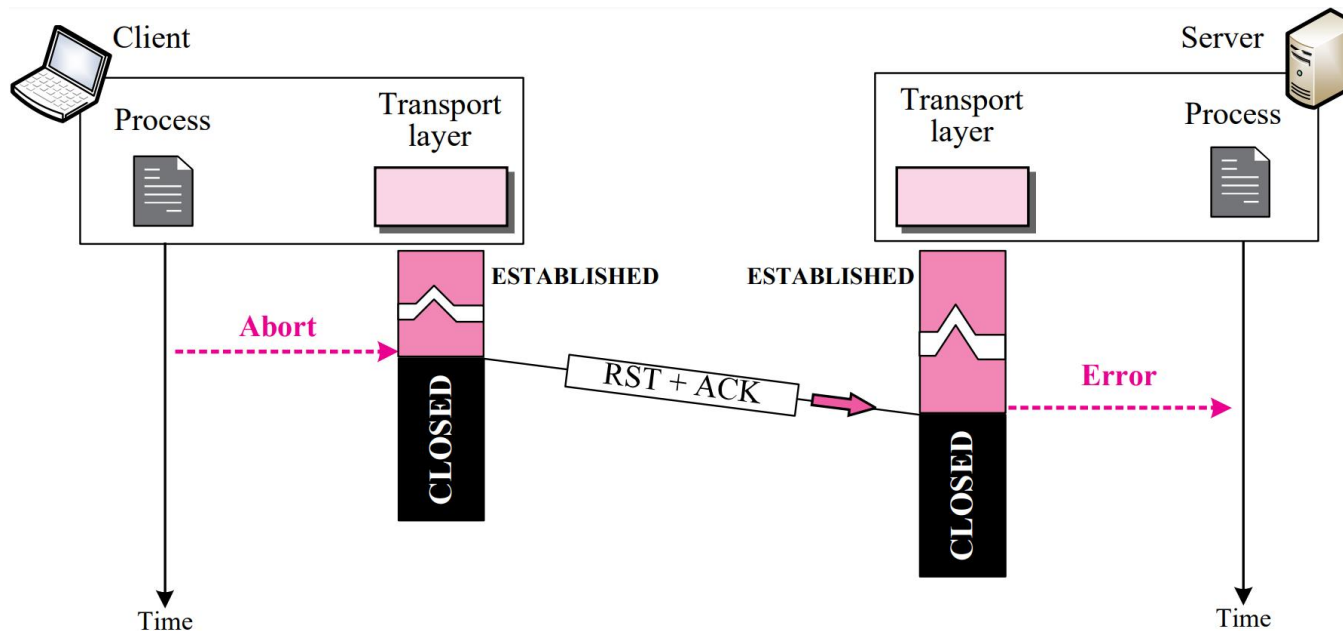 Client
Server
Process
Transport
layer
Transport
layer
Process
ESTABLISHED
ESTABLISHED
Abort
RST + ACK
Error
CLOSED
CLOSED
Time
Time